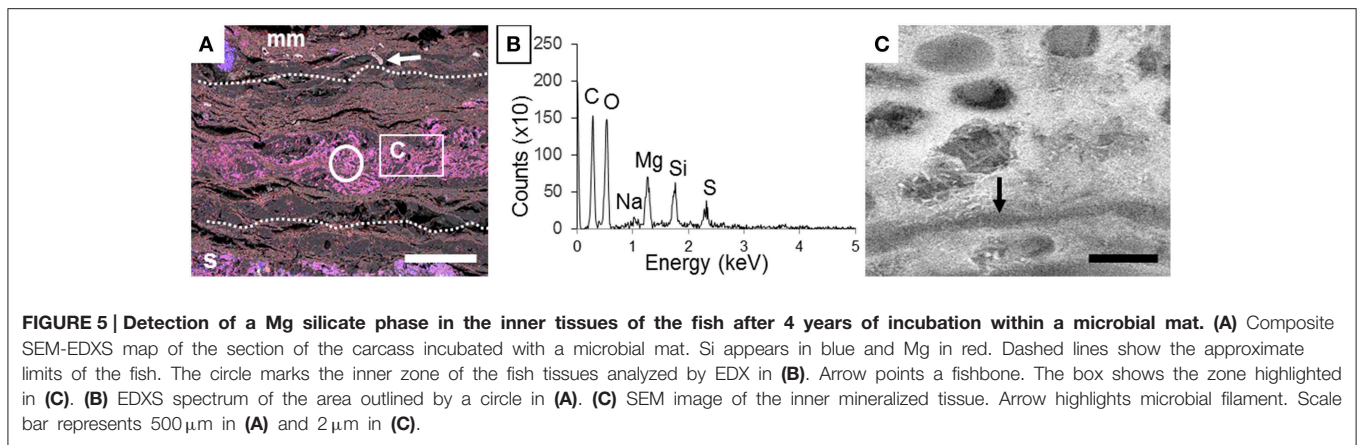 A
mm
C
S
B
250
200
150
100
50
0
Counts (x10)
C
O
Na
Mg
Si
S
0
1
2
3
4
5
Energy (keV)
C
FIGURE 5 | Detection of a Mg silicate phase in the inner tissues of the fish after 4 years of incubation within a microbial mat. (A) Composite
SEM-EDXS map of the section of the carcass incubated with a microbial mat. Si appears in blue and Mg in red. Dashed lines show the approximate
limits of the fish. The circle marks the inner zone of the fish tissues analyzed by EDX in (B). Arrow points a fishbone. The box shows the zone highlighted
in (C). (B) EDXS spectrum of the area outlined by a circle in (A). (C) SEM image of the inner mineralized tissue. Arrow highlights microbial filament. Scale
bar represents 500 μm in (A) and 2 μm in (C).